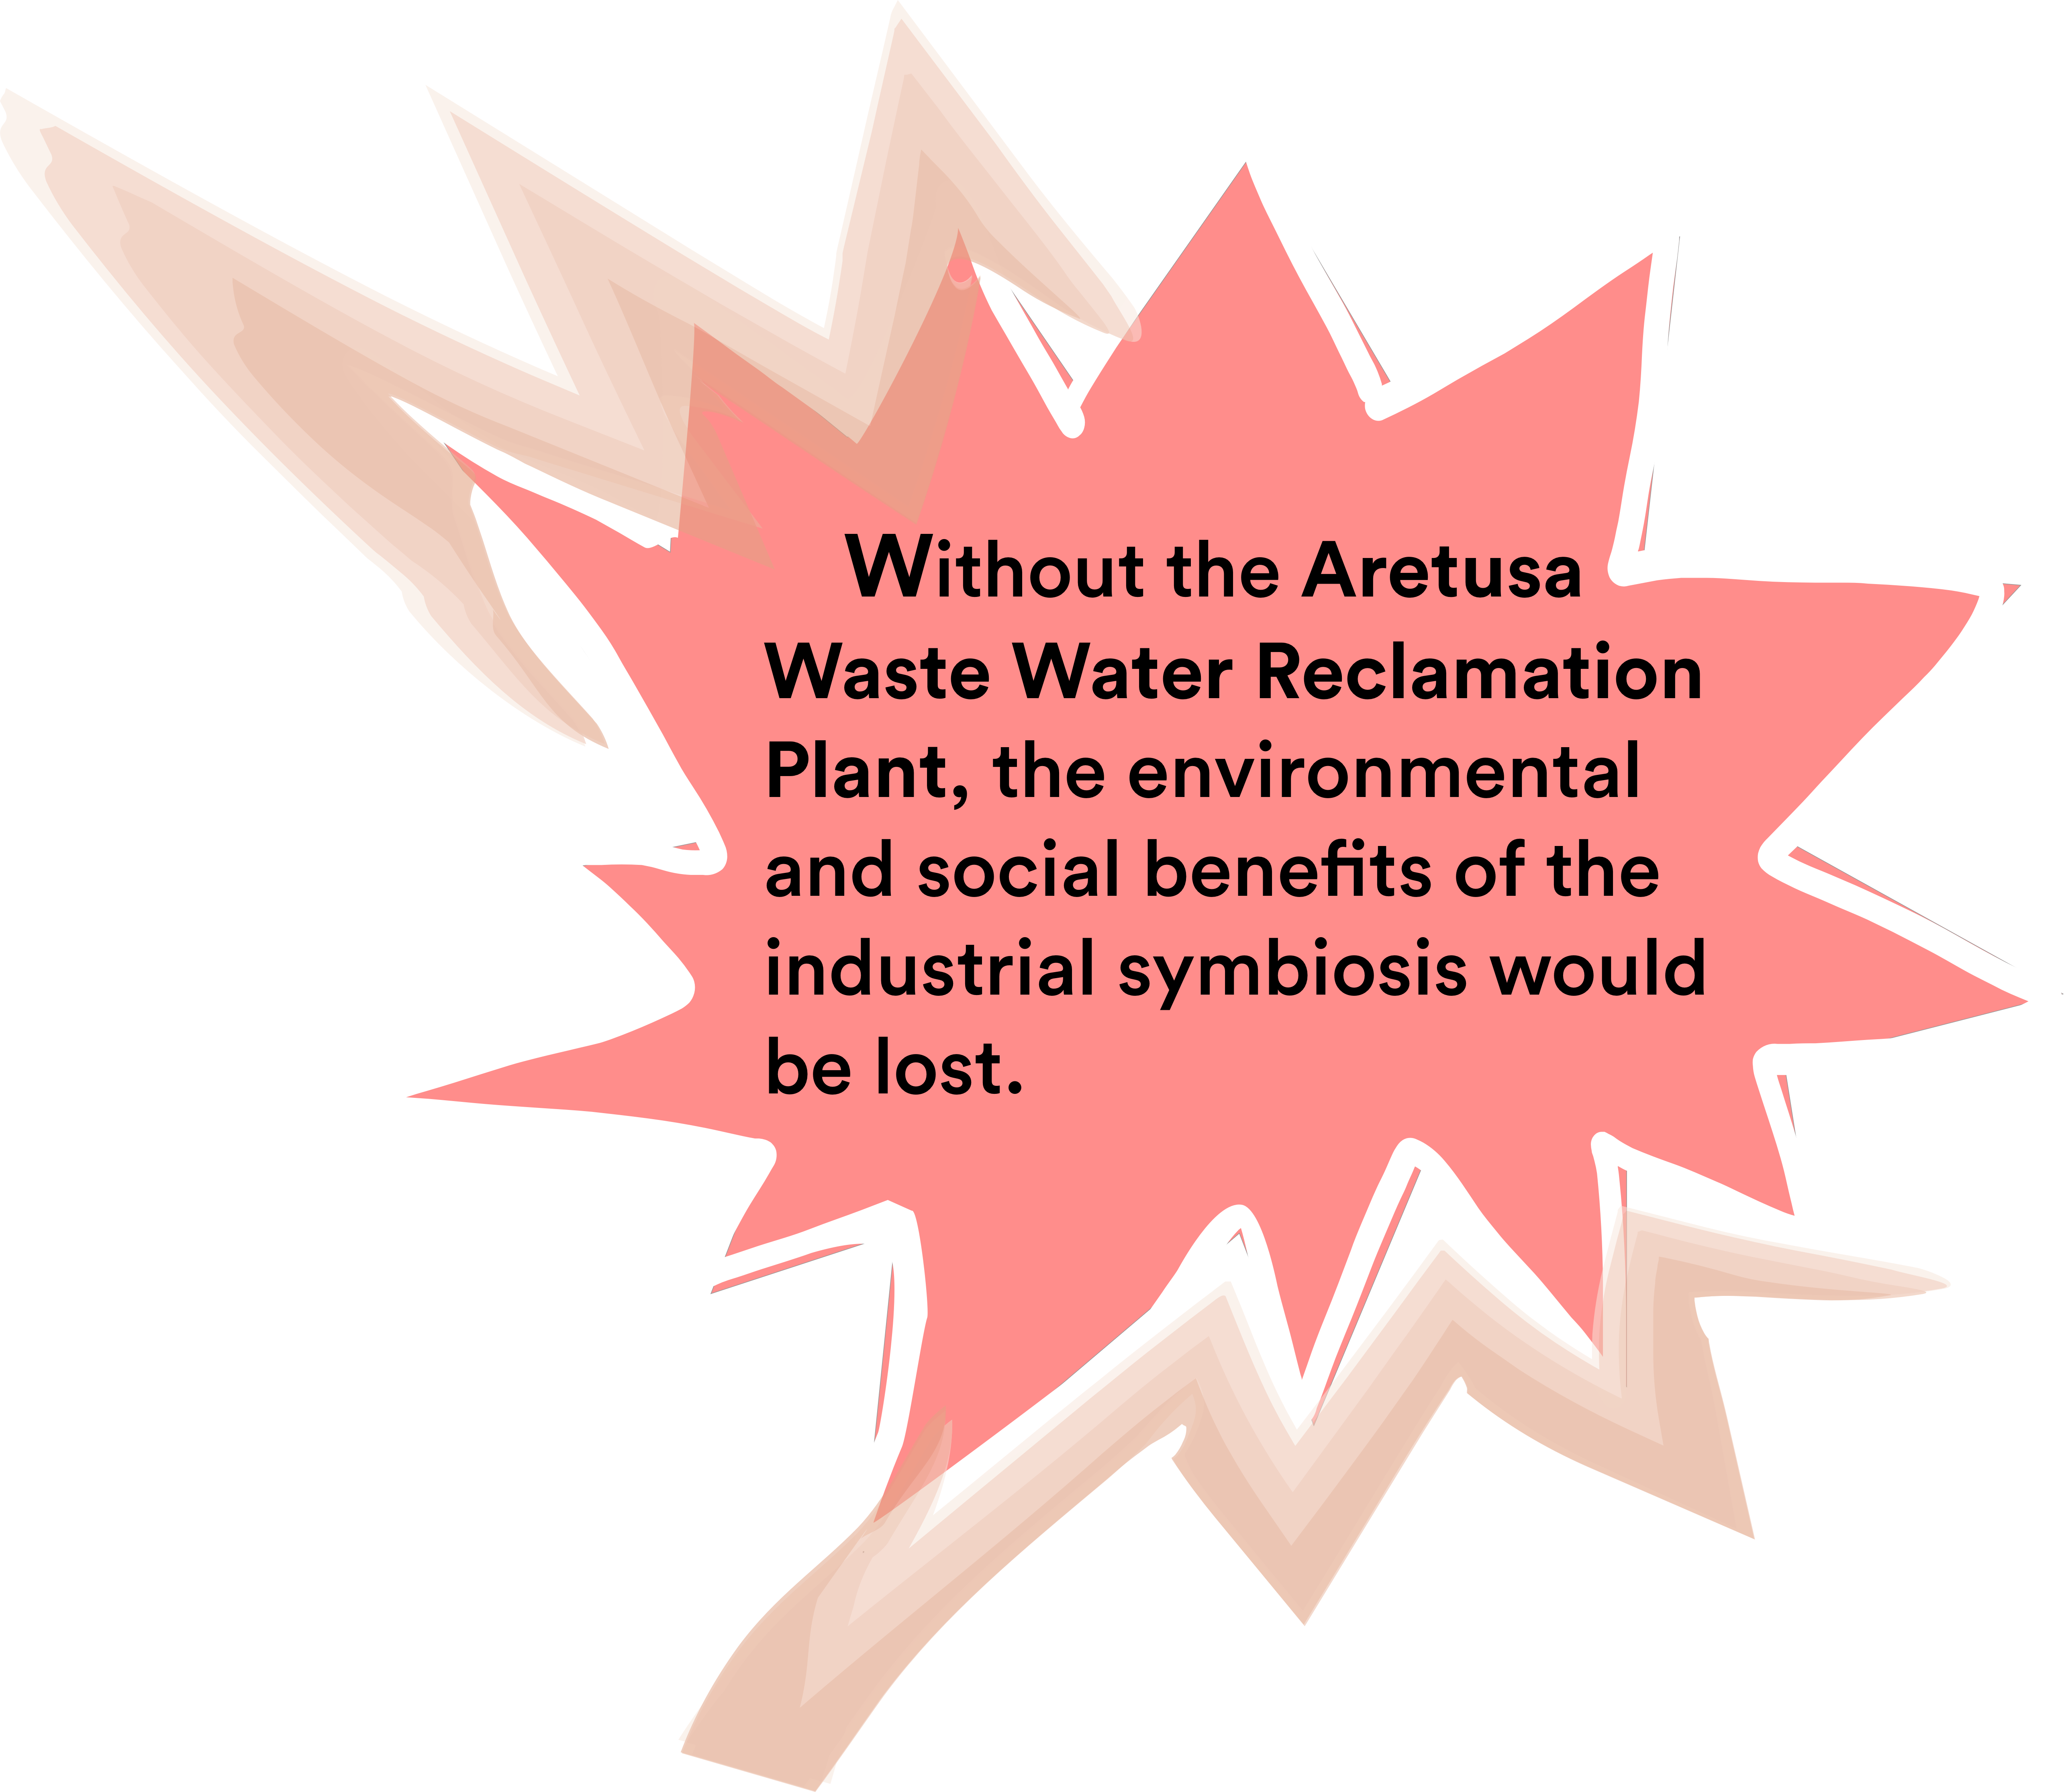 Without the Aretusa
Waste Water Reclamation
Plant, the environmental
and social benefits of the
industrial symbiosis would
be lost.